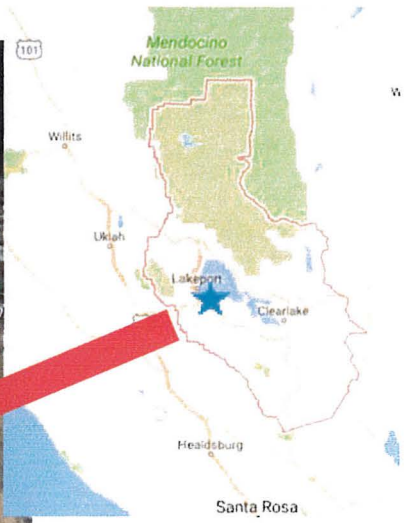 101
Mendocino
National Forest
Willits
Ukiah
Lakeport
Clearlake
Healdsburg
Santa Rosa